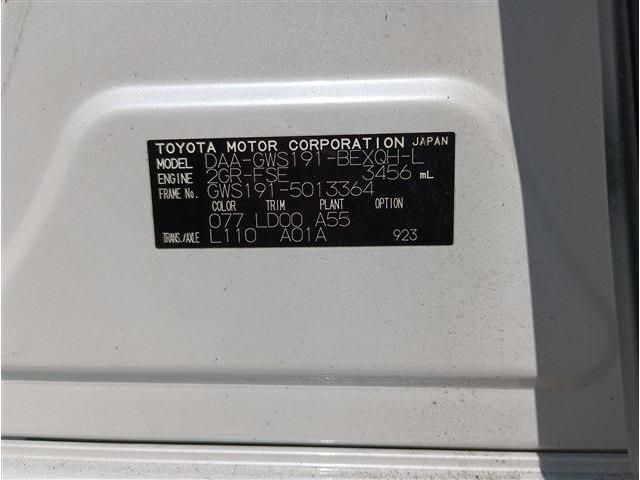 TOYOTA MOTOR CORPORATION JAPAN
MODEL DAA-GWS191-BEXQH-L
ENGINE 2GR-FSE 3456 mL
FRAME No. GWS191-5013364
COLOR TRIM PLANT OPTION
077 LD00 A55
TRANS./AXLE L110 A01A 923